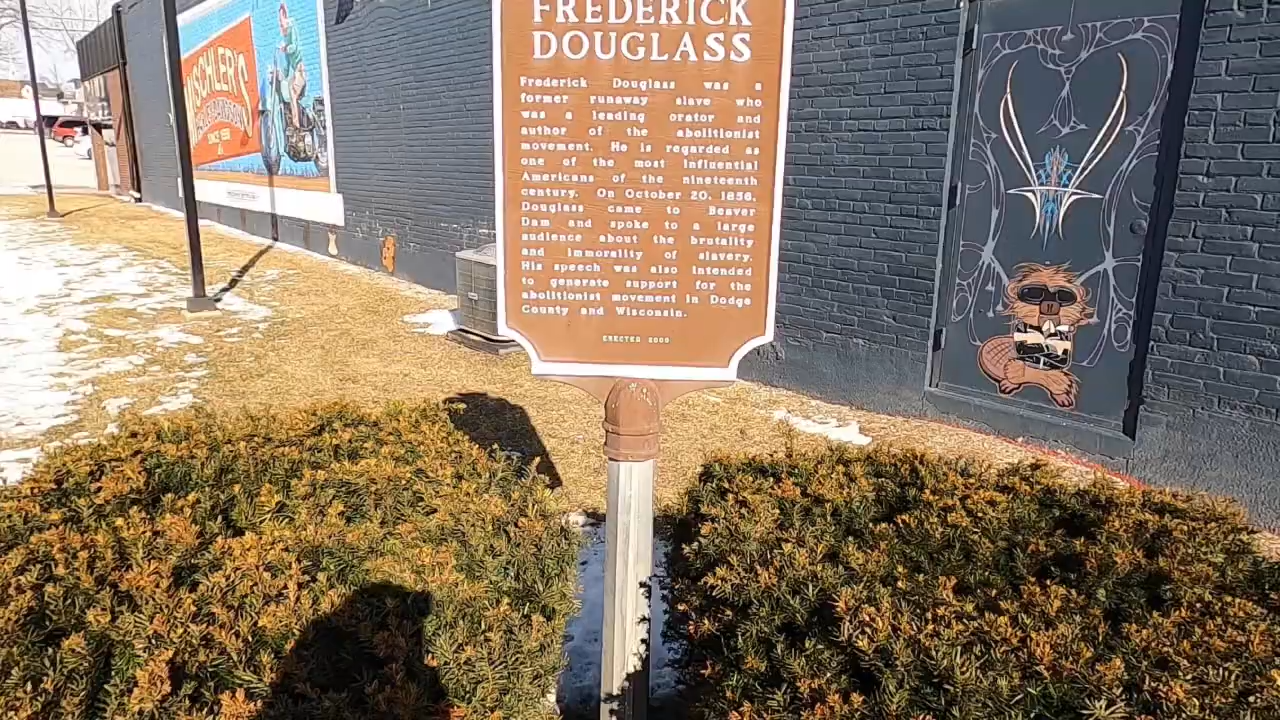 FREDERICK
DOUGLASS
Frederick Douglass was a
former runaway slave who
was a leading orator and
author of the abolitionist
movement. He is regarded as
one of the most influential
Americans of the nineteenth
century. On October 20, 1856,
Douglass came to Beaver
Dam and spoke to a large
audience about the brutality
and immorality of slavery.
His speech was also intended
to generate support for the
abolitionist movement in Dodge
County and Wisconsin.
ERECTED
HARLEY-DAVIDSON
SINCE